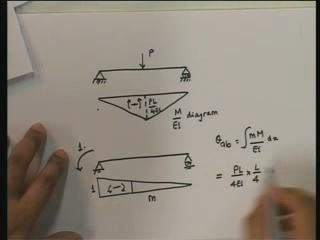 P
PL
4EI
M/EI diagram
θab = ∫ mM/EI dx
1.
1
= PL/4EI × L/4
m